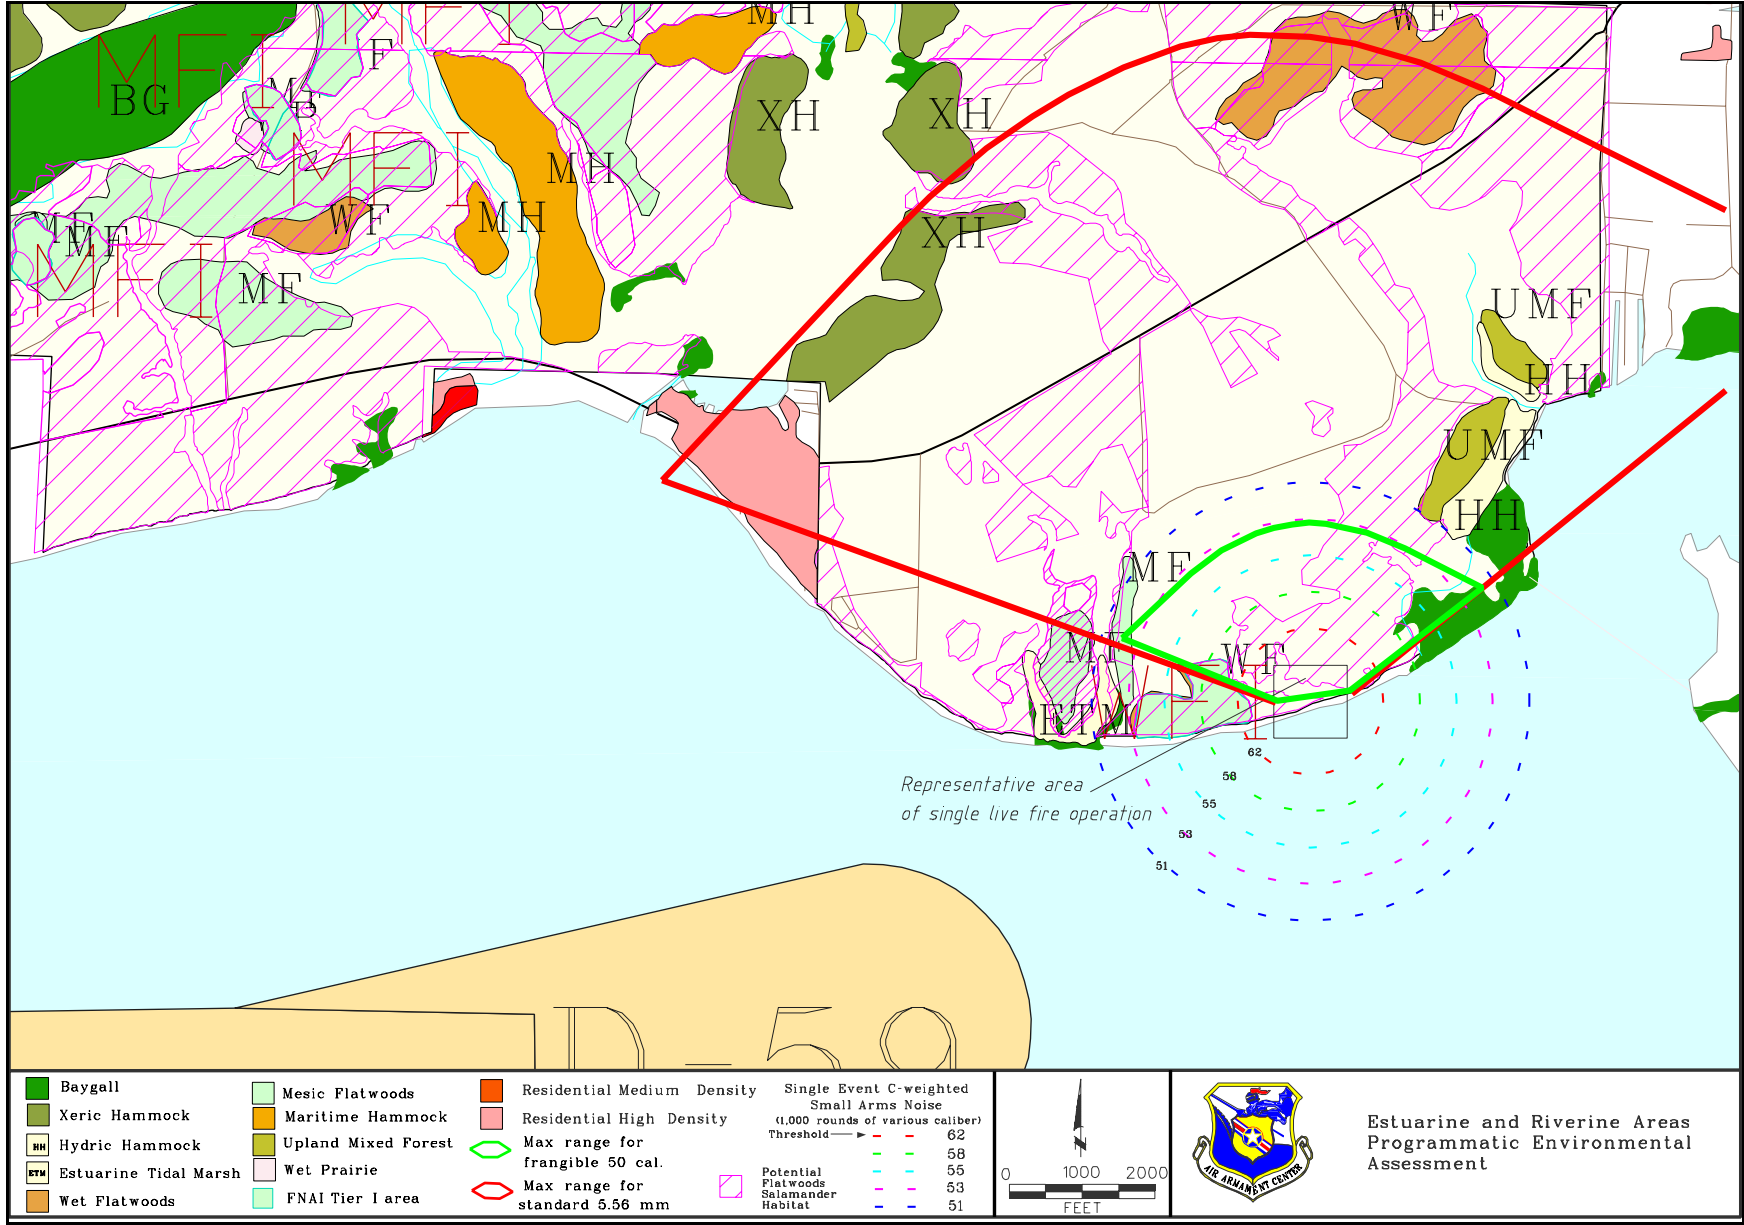 MH
WF
MFI
F
BG
M
F
B
XH
XH
MFI
MH
WF
MH
XH
MF
MF
MFI
MF
UMF
HH
UMF
HH
MF
MF
WF
ETM
62
58
55
53
51
Representative area
of single live fire operation
D-59
Baygall
Xeric Hammock
HH Hydric Hammock
ETM Estuarine Tidal Marsh
Wet Flatwoods
Mesic Flatwoods
Maritime Hammock
Upland Mixed Forest
Wet Prairie
FNAI Tier I area
Residential Medium Density
Residential High Density
Max range for
frangible 50 cal.
Max range for
standard 5.56 mm
Single Event C-weighted
Small Arms Noise
(1,000 rounds of various caliber)
Threshold
62
58
55
53
51
Potential
Flatwoods
Salamander
Habitat
N
0 1000 2000
FEET
AIR ARMAMENT CENTER
Estuarine and Riverine Areas
Programmatic Environmental
Assessment